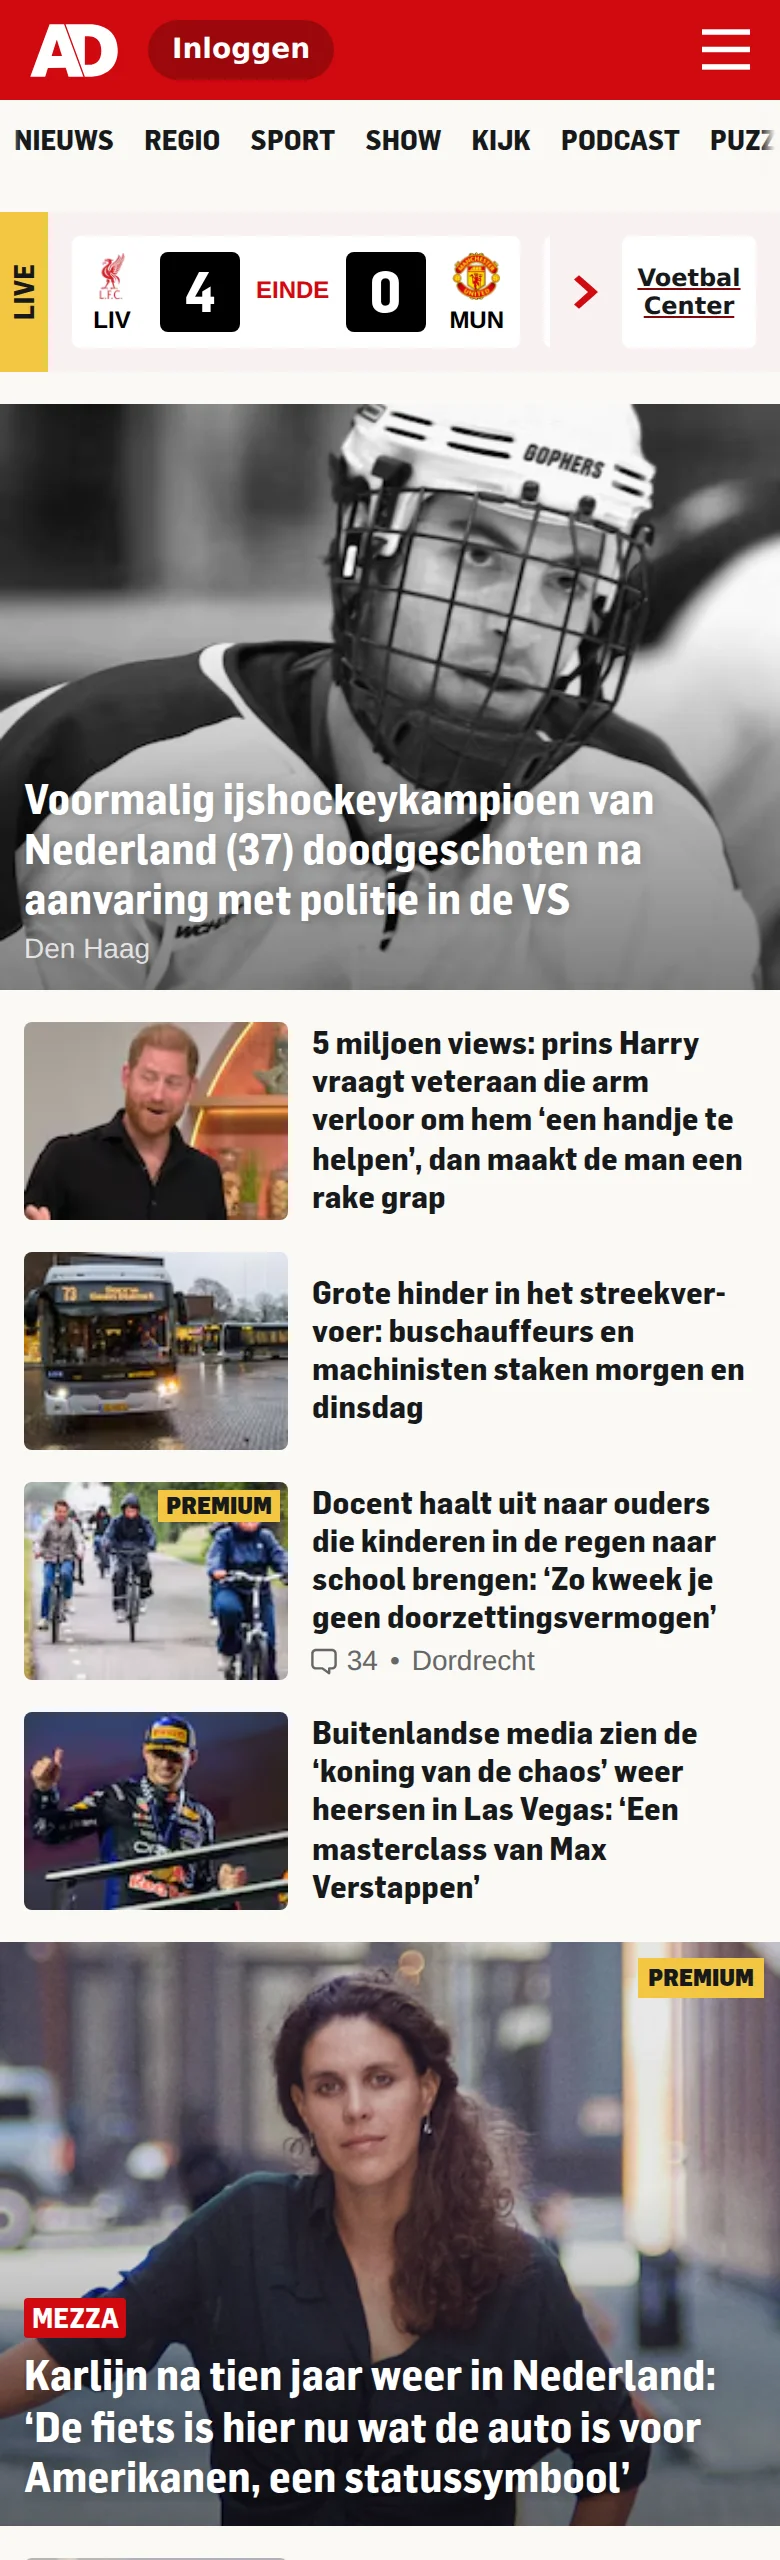 AD
Inloggen
NIEUWS REGIO SPORT SHOW KIJK PODCAST PUZZ
LIVE
L.F.C.
LIV
4
EINDE
0
MANCHESTER UNITED
MUN
Voetbal
Center
GOPHERS
Voormalig ijshockeykampioen van
Nederland (37) doodgeschoten na
aanvaring met politie in de VS
Den Haag
5 miljoen views: prins Harry
vraagt veteraan die arm
verloor om hem ‘een handje te
helpen’, dan maakt de man een
rake grap
73
Grote hinder in het streekver-
voer: buschauffeurs en
machinisten staken morgen en
dinsdag
PREMIUM
Docent haalt uit naar ouders
die kinderen in de regen naar
school brengen: ‘Zo kweek je
geen doorzettingsvermogen’
34 • Dordrecht
Buitenlandse media zien de
‘koning van de chaos’ weer
heersen in Las Vegas: ‘Een
masterclass van Max
Verstappen’
PREMIUM
MEZZA
Karlijn na tien jaar weer in Nederland:
‘De fiets is hier nu wat de auto is voor
Amerikanen, een statussymbool’